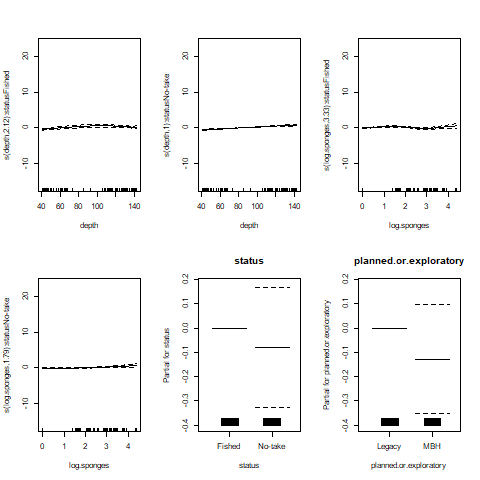 s(depth,2.12):statusFished
20
10
0
-10
40 60 80 100 120 140
depth
s(depth,1):statusNo-take
20
10
0
-10
40 60 80 100 120 140
depth
s(log.sponges,3.33):statusFished
20
10
0
-10
0 1 2 3 4
log.sponges
s(log.sponges,1.79):statusNo-take
20
10
0
-10
0 1 2 3 4
log.sponges
status
Partial for status
0.2
0.1
0.0
-0.1
-0.2
-0.3
-0.4
Fished No-take
status
planned.or.exploratory
Partial for planned.or.exploratory
0.2
0.1
0.0
-0.1
-0.2
-0.3
-0.4
Legacy MBH
planned.or.exploratory